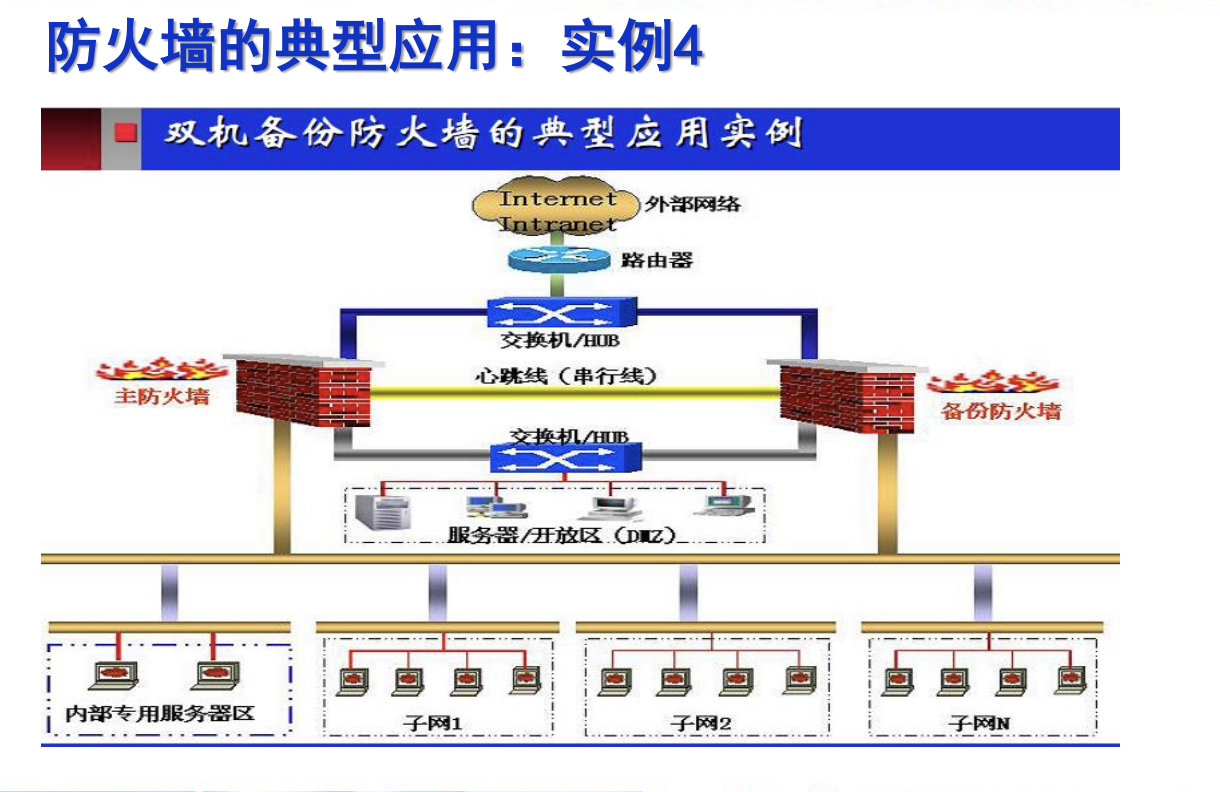 防火墙的典型应用：实例4
双机备份防火墙的典型应用实例
Internet
Intranet
外部网络
路由器
交换机/HUB
心跳线（串行线）
主防火墙
备份防火墙
交换机/HUB
服务器/开放区（DMZ）
内部专用服务器区
子网1
子网2
子网N